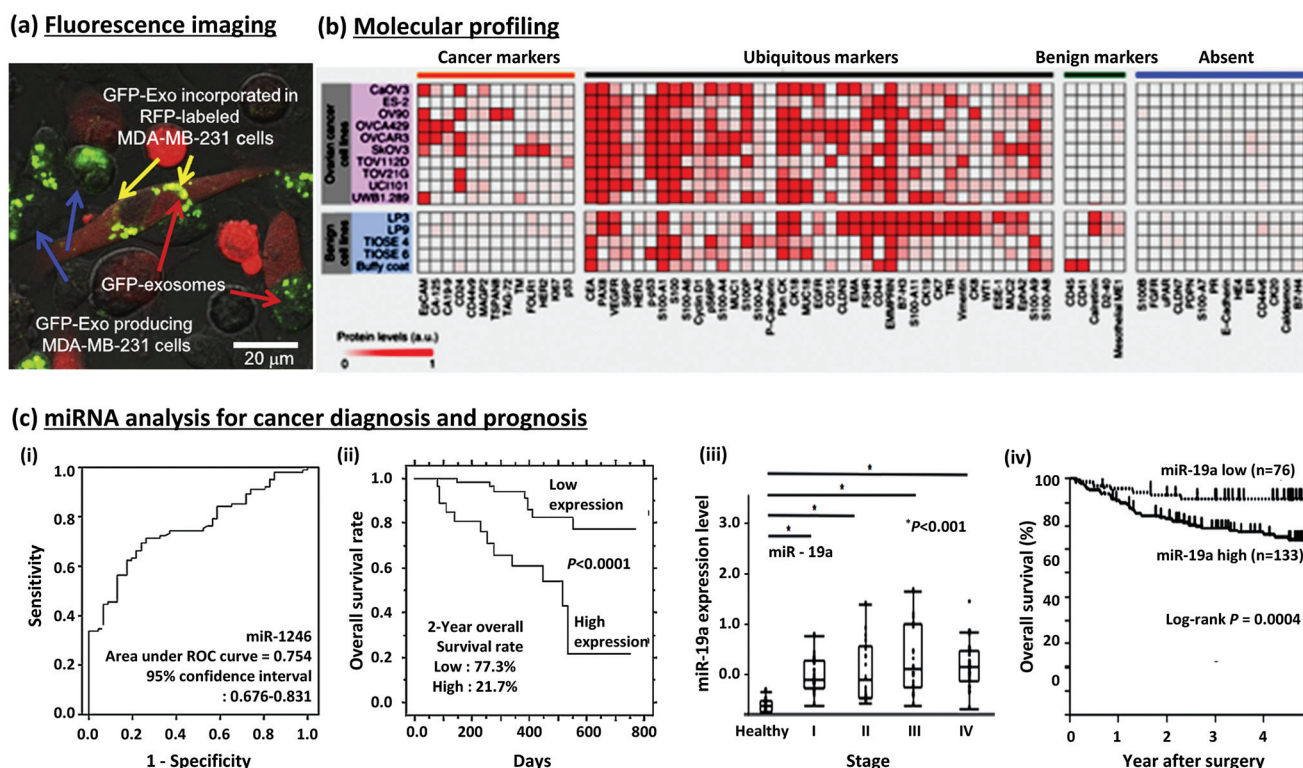 (a) Fluorescence imaging
GFP-Exo incorporated in
RFP-labeled
MDA-MB-231 cells
GFP-exosomes
GFP-Exo producing
MDA-MB-231 cells
20 μm
(b) Molecular profiling
Cancer markers
Ubiquitous markers
Benign markers
Absent
Ovarian cancer
cell lines
CaOV3
ES-2
OV90
OVCA429
OVCAR3
SkOV3
TOV112D
TOV21G
UCI101
UWB1.289
Benign
cell lines
LP3
LP9
TIOSE 4
TIOSE 6
Buffy coat
EpCAM
CA-125
CA19-9
CD24
CD44v9
MAGP2
TSPAN8
TAG-72
TM
TH
FOLR1
HER2
Ki67
p53
CEA
PAX8
VEGFR
S6RP
HER3
p-p53
S100-A1
S100
S100-A6
Cyclin D1
p-S6RP
S100-A4
MUC1
S100P
S100-A2
P-Cadherin
Pan CK
CK18
MUC18
EGFR
CD15
CLDN3
EMA
FSHR
CD44
EMMPRIN
B7-H3
S100-A11
CK19
CK7
TfR
Vimentin
CK8
WT1
ESE-1
MUC2
EpHA2
S100-A9
S100-A8
CD45
CD41
Calretinin
D2-40
Mesothelial ME1
S100B
FGFR
uPAR
CLDN7
PDPN
S100-A7
PR
E-Cadherin
HE4
ER
CD44v6
CK20
Caldesmon
B7-H4
Protein levels (a.u.)
0 1
(c) miRNA analysis for cancer diagnosis and prognosis
(i)
Sensitivity
1.0
0.8
0.6
0.4
0.2
0.0
miR-1246
Area under ROC curve = 0.754
95% confidence interval
: 0.676-0.831
0.0 0.2 0.4 0.6 0.8 1.0
1 - Specificity
(ii)
Overall survival rate
1.0
0.8
0.6
0.4
0.2
0.0
Low
expression
P<0.0001
High
expression
2-Year overall
Survival rate
Low : 77.3%
High : 21.7%
0 200 400 600 800
Days
(iii)
miR-19a expression level
3.0
2.0
1.0
0.0
*
*
*
*
*P<0.001
miR - 19a
Healthy I II III IV
Stage
(iv)
Overall survival (%)
100
80
60
40
20
0
miR-19a low (n=76)
miR-19a high (n=133)
Log-rank P = 0.0004
0 1 2 3 4
Year after surgery